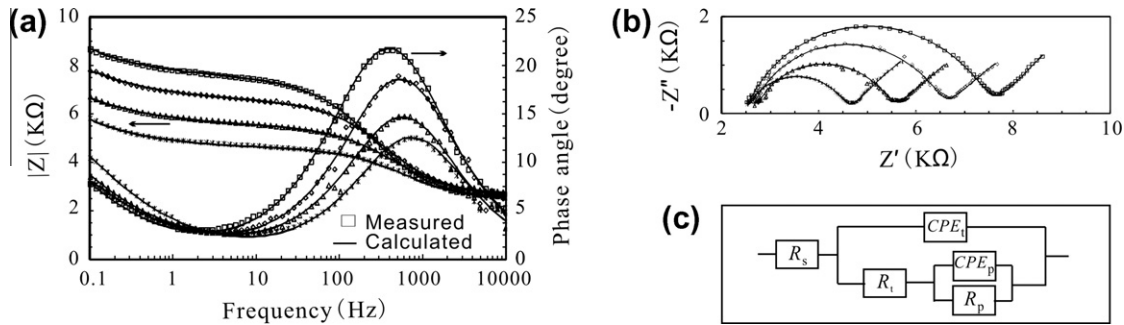 (a)
10
8
6
4
2
0
|Z| (KΩ)
25
20
15
10
5
0
Phase angle (degree)
□ Measured
— Calculated
0.1 1 10 100 1000 10000
Frequency (Hz)
(b)
2
1
0
-Z″ (KΩ)
2 4 6 8 10
Z′ (KΩ)
(c)
Rs
CPEt
Rt
CPEp
Rp